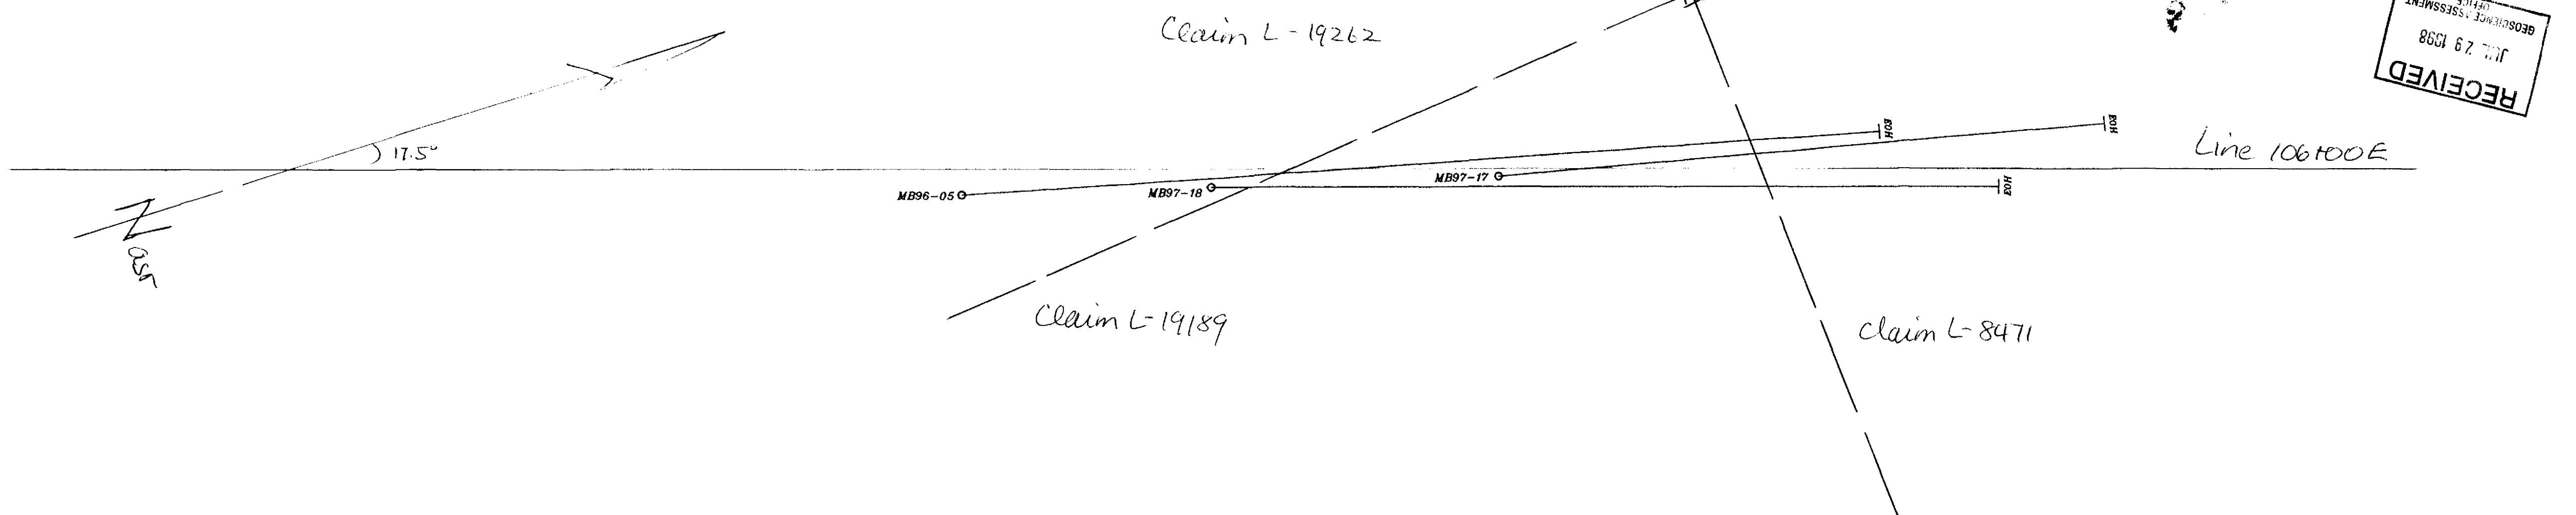 Claim L-19262
RECEIVED
JUL 29 1998
GEOSCIENCE ASSESSMENT
OFFICE
17.5°
Line 106+00E
EOH
EOH
MB96-05
MB97-18
MB97-17
EOH
N
Claim L-19189
Claim L-8471